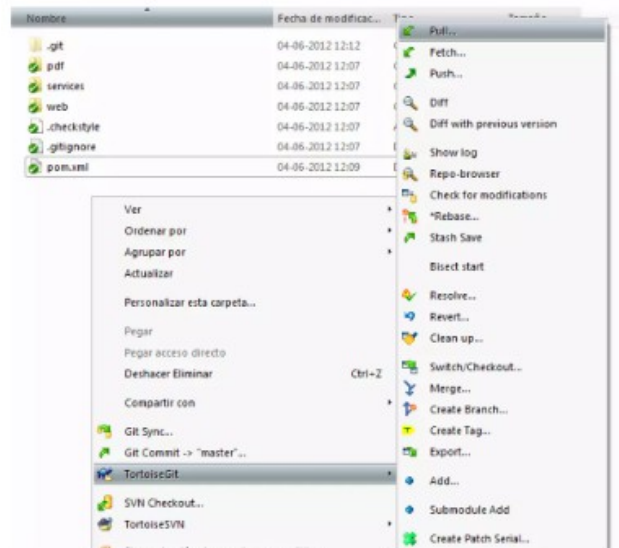 Nombre
Fecha de modificac...
.git
04-06-2012 12:12
pdf
04-06-2012 12:07
services
04-06-2012 12:07
web
04-06-2012 12:07
.checkstyle
04-06-2012 12:07
.gitignore
04-06-2012 12:07
pom.xml
04-06-2012 12:09
Ver
Ordenar por
Agrupar por
Actualizar
Personalizar esta carpeta...
Pegar
Pegar acceso directo
Deshacer Eliminar Ctrl+Z
Compartir con
Git Sync...
Git Commit -> "master"...
TortoiseGit
SVN Checkout...
TortoiseSVN
Pull...
Fetch...
Push...
Diff
Diff with previous version
Show log
Repo-browser
Check for modifications
*Rebase...
Stash Save
Bisect start
Resolve...
Revert...
Clean up...
Switch/Checkout...
Merge...
Create Branch...
Create Tag...
Export...
Add...
Submodule Add
Create Patch Serial...